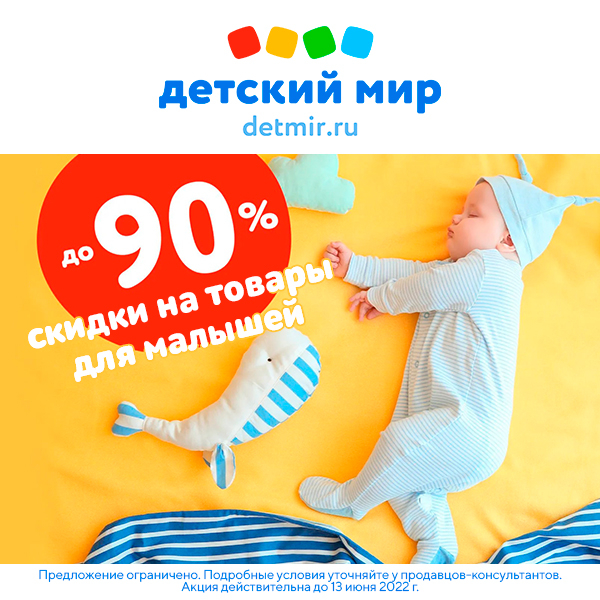 детский мир
detmir.ru
до 90%
скидки на товары
для малышей
Предложение ограничено. Подробные условия уточняйте у продавцов-консультантов.
Акция действительна до 13 июня 2022 г.